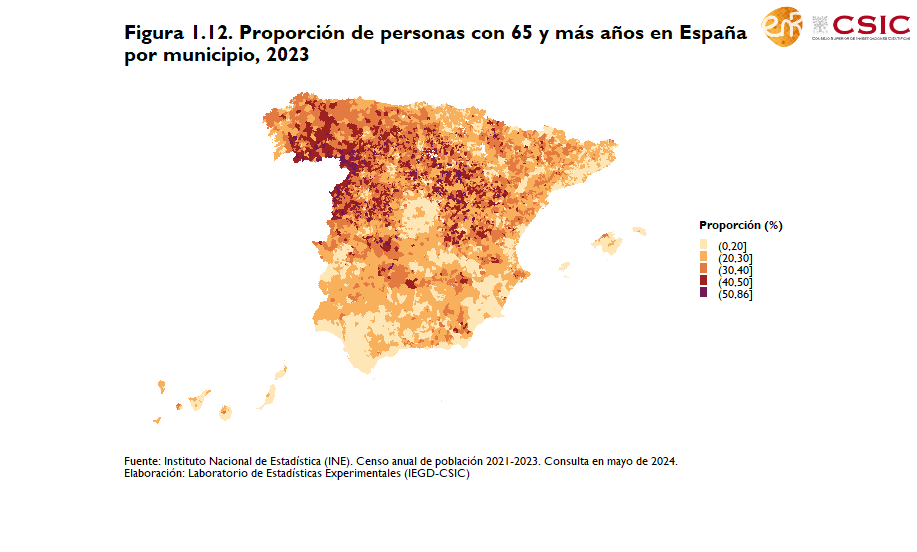 Figura 1.12. Proporción de personas con 65 y más años en España
por municipio, 2023
enR
CSIC
CONSEJO SUPERIOR DE INVESTIGACIONES CIENTÍFICAS
Proporción (%)
(0,20]
(20,30]
(30,40]
(40,50]
(50,86]
Fuente: Instituto Nacional de Estadística (INE). Censo anual de población 2021-2023. Consulta en mayo de 2024.
Elaboración: Laboratorio de Estadísticas Experimentales (IEGD-CSIC)